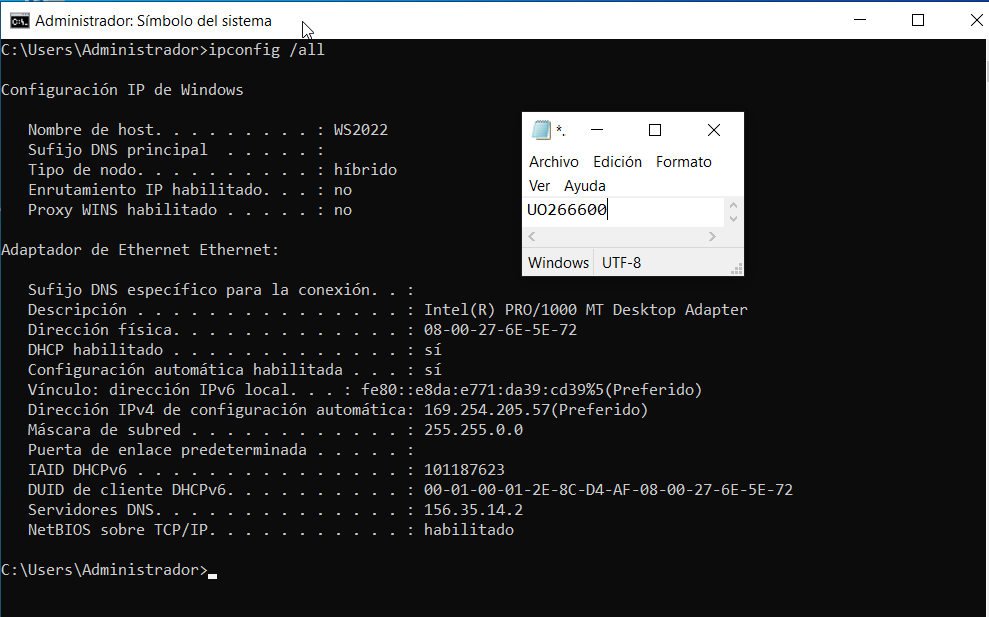 Administrador: Símbolo del sistema
C:\Users\Administrador>ipconfig /all
Configuración IP de Windows
Nombre de host. . . . . . . . . : WS2022
Sufijo DNS principal  . . . . . :
Tipo de nodo. . . . . . . . . . : híbrido
Enrutamiento IP habilitado. . . : no
Proxy WINS habilitado . . . . . : no
*.
Archivo Edición Formato
Ver Ayuda
UO266600
Windows UTF-8
Adaptador de Ethernet Ethernet:
Sufijo DNS específico para la conexión. . :
Descripción . . . . . . . . . . . . . . . : Intel(R) PRO/1000 MT Desktop Adapter
Dirección física. . . . . . . . . . . . . : 08-00-27-6E-5E-72
DHCP habilitado . . . . . . . . . . . . . : sí
Configuración automática habilitada . . . : sí
Vínculo: dirección IPv6 local. . . : fe80::e8da:e771:da39:cd39%5(Preferido)
Dirección IPv4 de configuración automática: 169.254.205.57(Preferido)
Máscara de subred . . . . . . . . . . . . : 255.255.0.0
Puerta de enlace predeterminada . . . . . :
IAID DHCPv6 . . . . . . . . . . . . . . . : 101187623
DUID de cliente DHCPv6. . . . . . . . . . : 00-01-00-01-2E-8C-D4-AF-08-00-27-6E-5E-72
Servidores DNS. . . . . . . . . . . . . . : 156.35.14.2
NetBIOS sobre TCP/IP. . . . . . . . . . . : habilitado
C:\Users\Administrador>